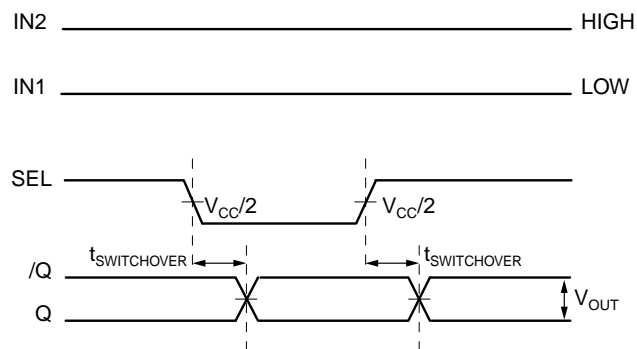 IN2 HIGH
IN1 LOW
SEL
VCC/2 VCC/2
tSWITCHOVER tSWITCHOVER
/Q
Q
VOUT